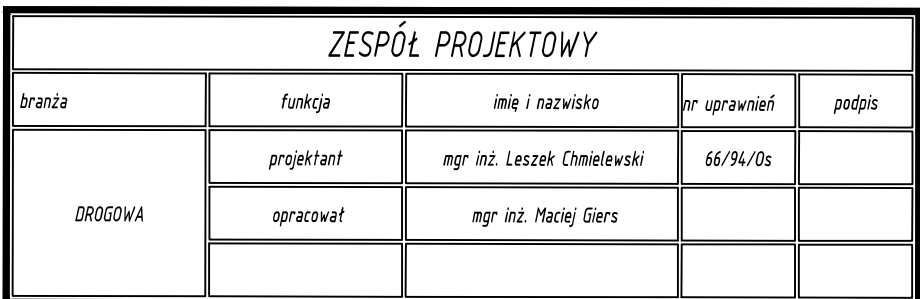 ZESPÓŁ PROJEKTOWY
branża funkcja imię i nazwisko nr uprawnień podpis
projektant mgr inż. Leszek Chmielewski 66/94/Os
DROGOWA opracował mgr inż. Maciej Giers